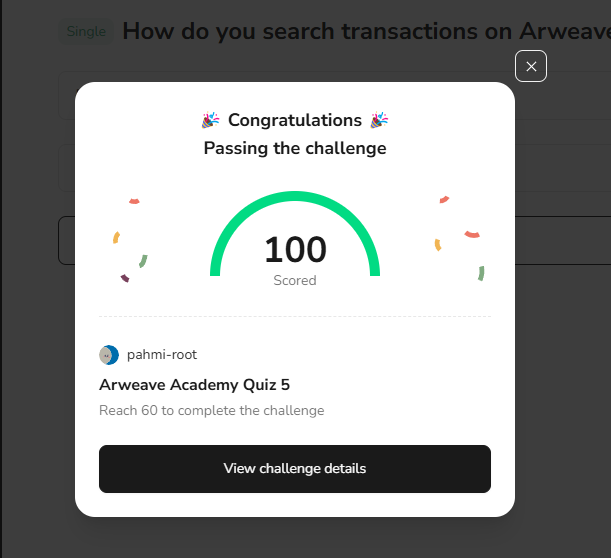 Single How do you search transactions on Arweave
Congratulations
Passing the challenge
100
Scored
pahmi-root
Arweave Academy Quiz 5
Reach 60 to complete the challenge
View challenge details